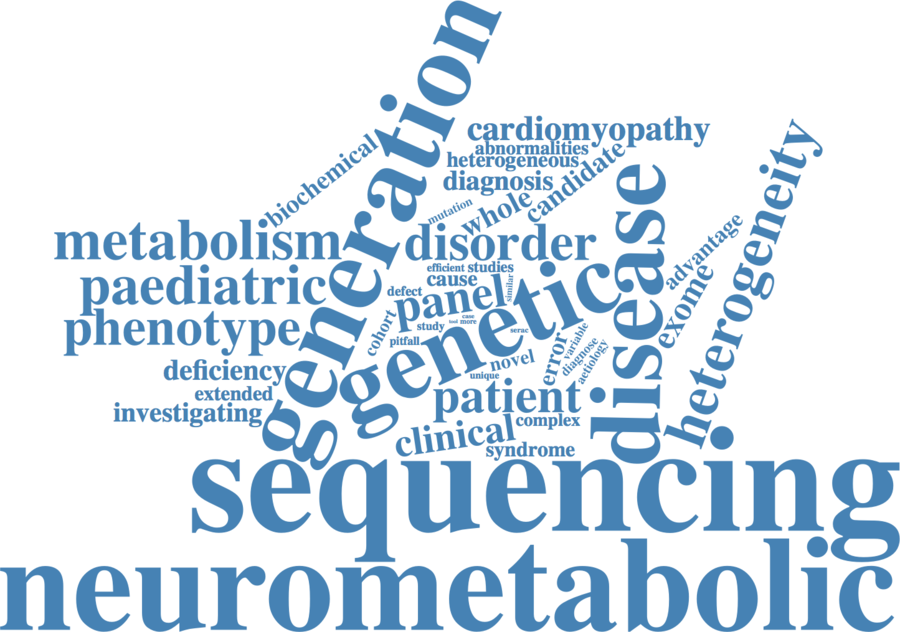 generation
cardiomyopathy
abnormalities
heterogeneous
biochemical
candidate
diagnosis
heterogeneity
disease
mutation
whole
metabolism
disorder
advantage
efficient studies
cause
similar
paediatric
defect
panel
genetic
exome
phenotype
cohort
study
food
case
more
serac
pitfall
variable
error
diagnose
aetiology
novel
unique
deficiency
extended
investigating
patient
complex
clinical
syndrome
sequencing
neurometabolic